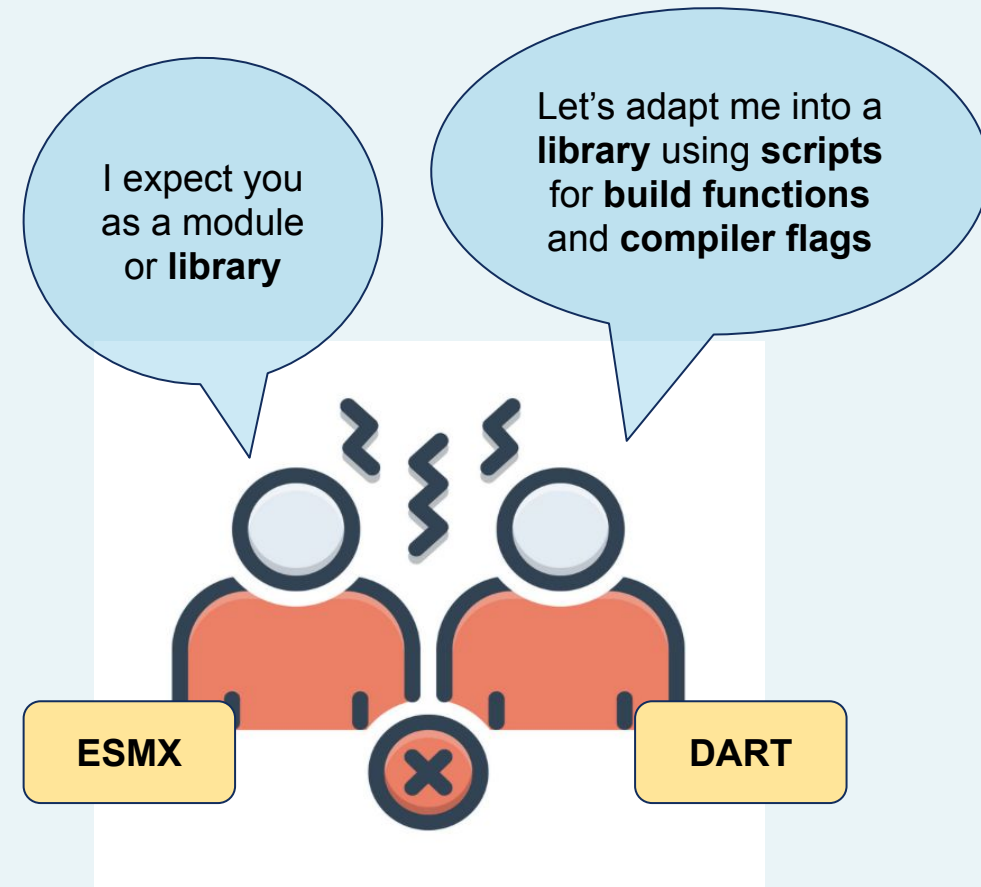 I expect you
as a module
or library
Let’s adapt me into a
library using scripts
for build functions
and compiler flags
ESMX
DART